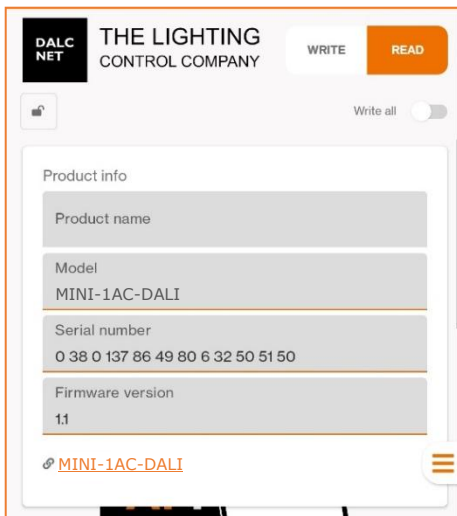 DALC
NET
THE LIGHTING
CONTROL COMPANY
WRITE
READ
Write all
Product info
Product name
Model
MINI-1AC-DALI
Serial number
0 38 0 137 86 49 80 6 32 50 51 50
Firmware version
1.1
MINI-1AC-DALI